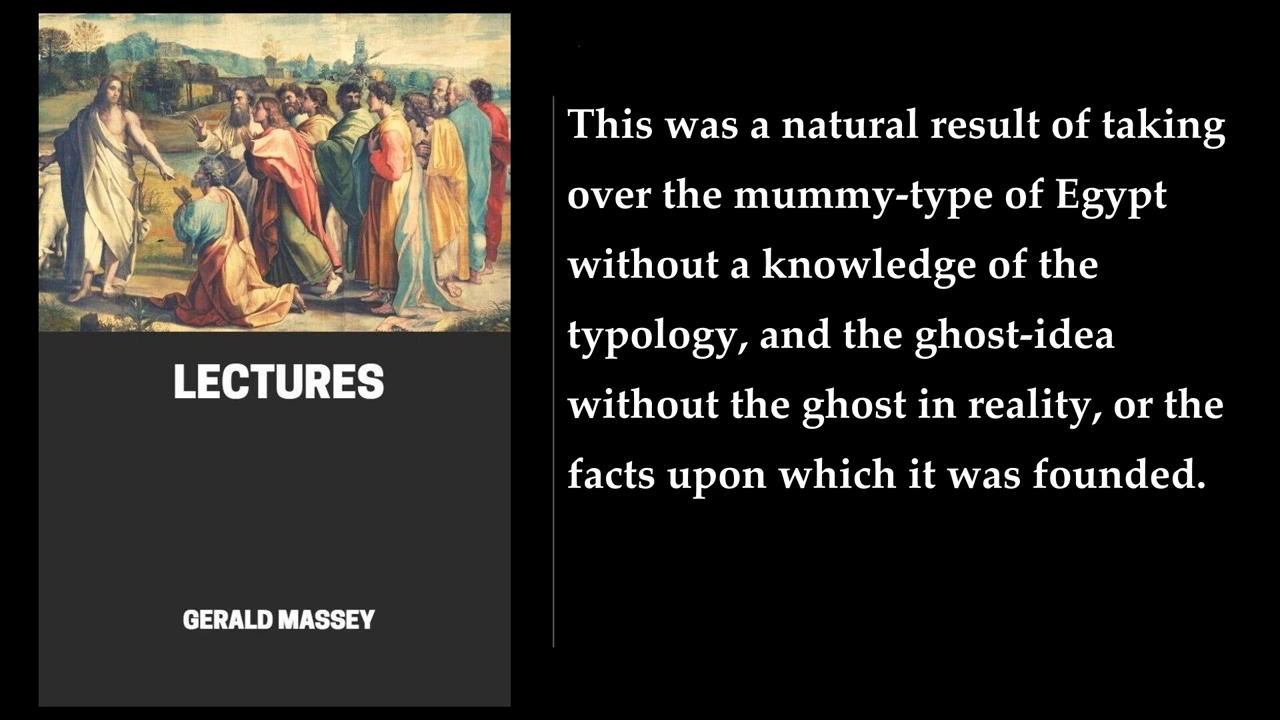 LECTURES
GERALD MASSEY
This was a natural result of taking
over the mummy-type of Egypt
without a knowledge of the
typology, and the ghost-idea
without the ghost in reality, or the
facts upon which it was founded.